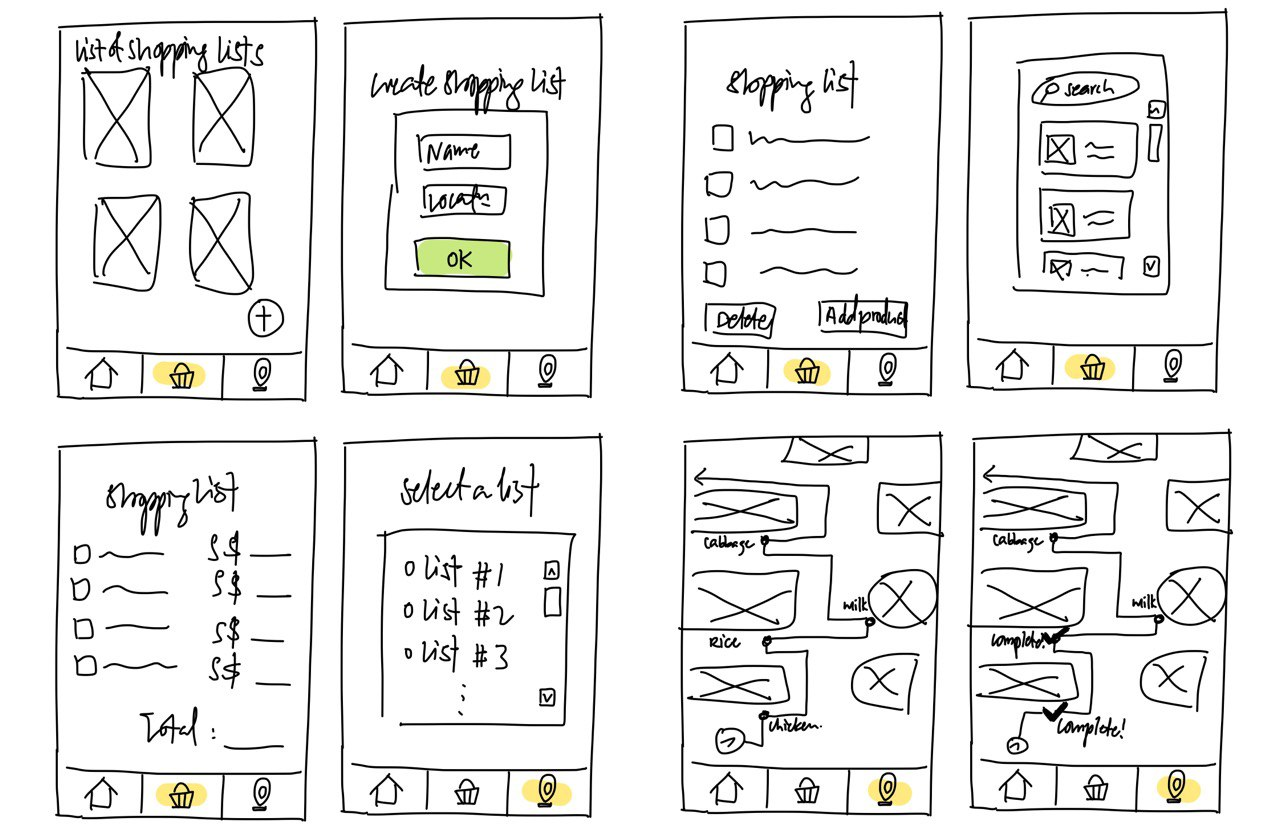 List of shopping lists
create shopping list
Name
OK
Shopping list
Delete
Add product
search
Shopping List
S$
S$
S$
S$
Total :
Select a list
List #1
List #2
List #3
cabbage
milk
Rice
chicken.
cabbage
milk
complete!
complete!